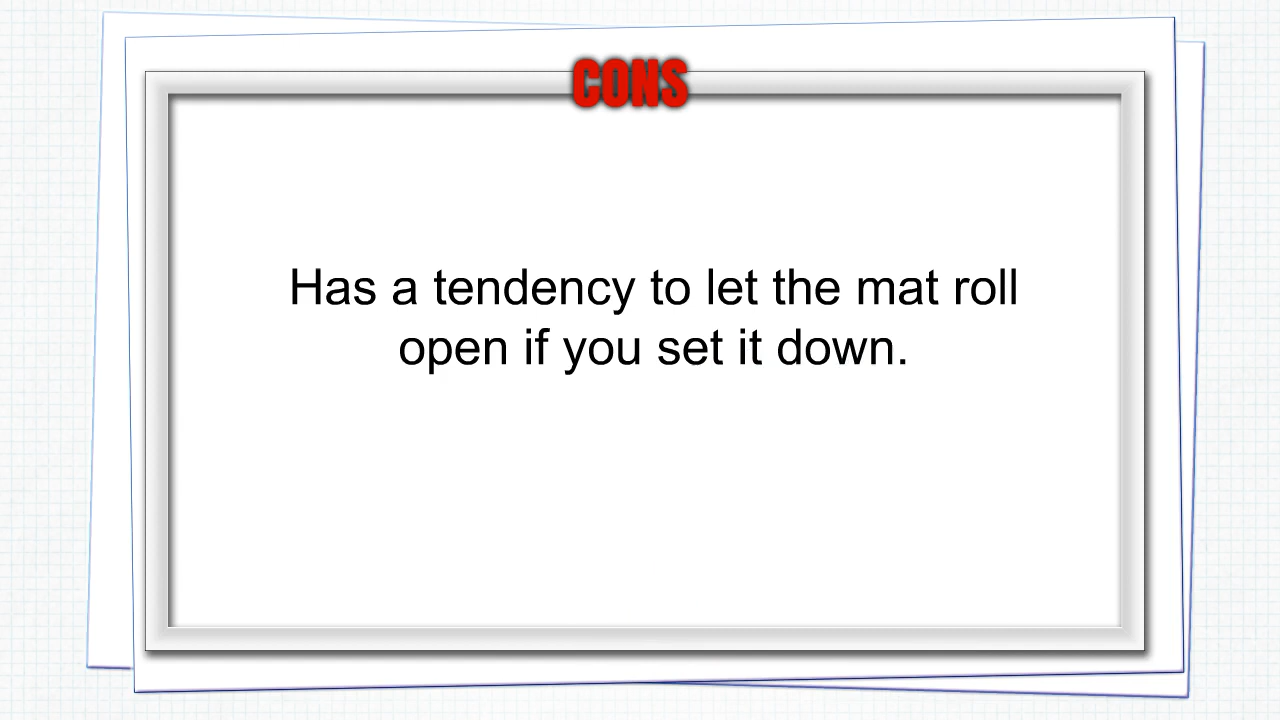 CONS
Has a tendency to let the mat roll
open if you set it down.